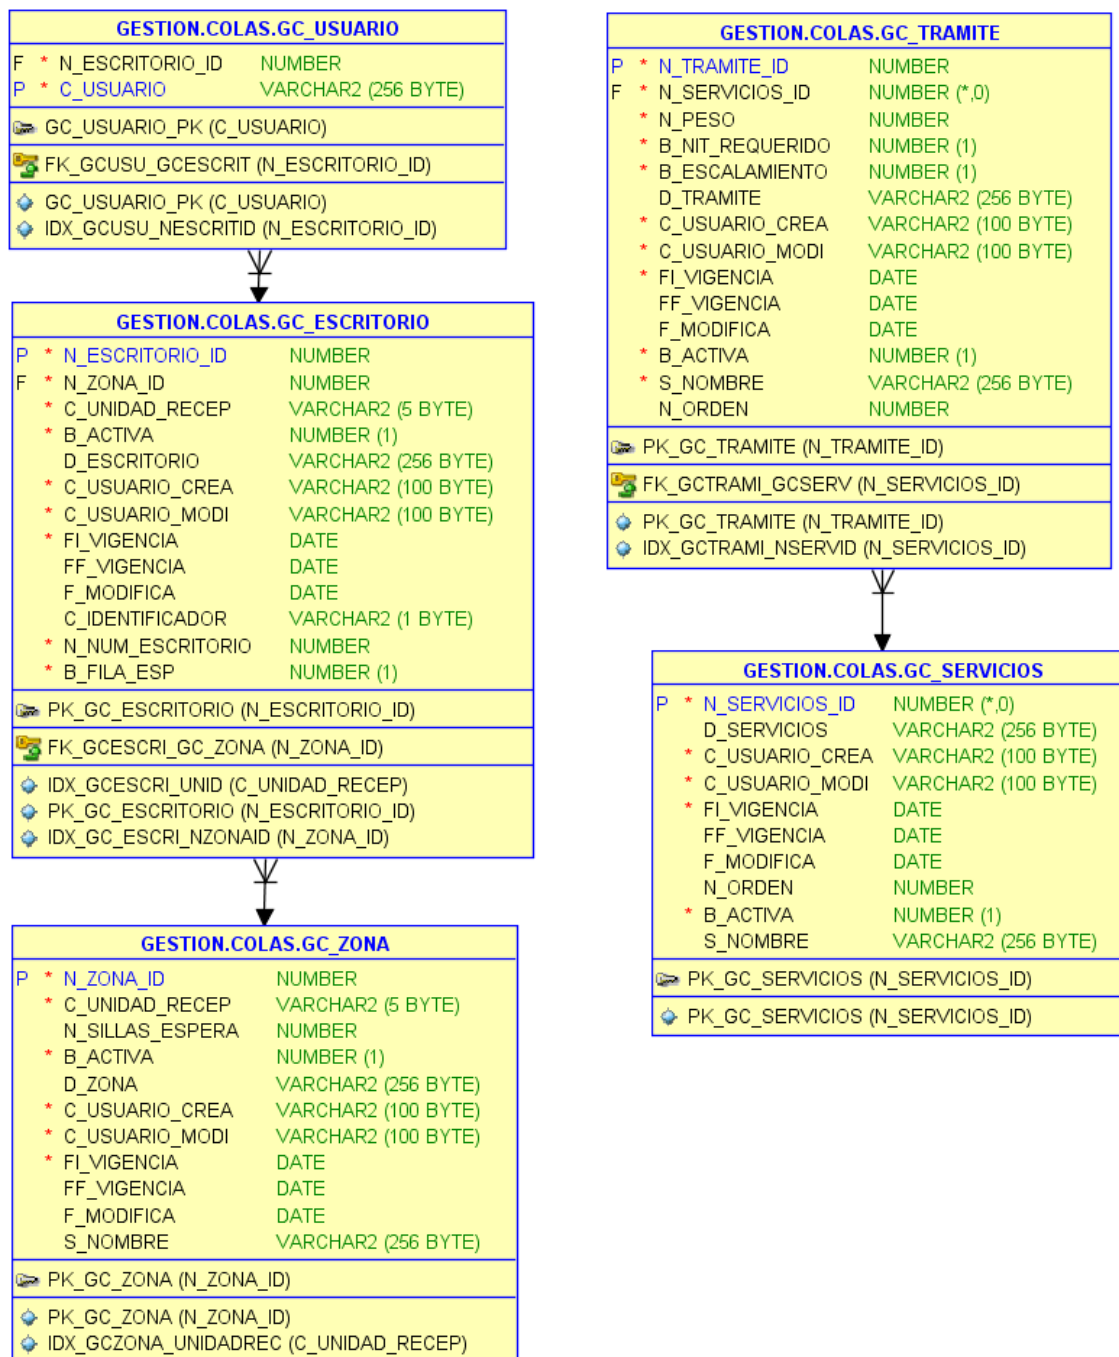 GESTION.COLAS.GC_USUARIO
F * N_ESCRITORIO_ID NUMBER
P * C_USUARIO VARCHAR2 (256 BYTE)
GC_USUARIO_PK (C_USUARIO)
FK_GCUSU_GCESCRIT (N_ESCRITORIO_ID)
GC_USUARIO_PK (C_USUARIO)
IDX_GCUSU_NESCRITID (N_ESCRITORIO_ID)
GESTION.COLAS.GC_ESCRITORIO
P * N_ESCRITORIO_ID NUMBER
F * N_ZONA_ID NUMBER
* C_UNIDAD_RECEP VARCHAR2 (5 BYTE)
* B_ACTIVA NUMBER (1)
D_ESCRITORIO VARCHAR2 (256 BYTE)
* C_USUARIO_CREA VARCHAR2 (100 BYTE)
* C_USUARIO_MODI VARCHAR2 (100 BYTE)
* FI_VIGENCIA DATE
FF_VIGENCIA DATE
F_MODIFICA DATE
C_IDENTIFICADOR VARCHAR2 (1 BYTE)
* N_NUM_ESCRITORIO NUMBER
* B_FILA_ESP NUMBER (1)
PK_GC_ESCRITORIO (N_ESCRITORIO_ID)
FK_GCESCRI_GC_ZONA (N_ZONA_ID)
IDX_GCESCRI_UNID (C_UNIDAD_RECEP)
PK_GC_ESCRITORIO (N_ESCRITORIO_ID)
IDX_GC_ESCRI_NZONAID (N_ZONA_ID)
GESTION.COLAS.GC_ZONA
P * N_ZONA_ID NUMBER
* C_UNIDAD_RECEP VARCHAR2 (5 BYTE)
N_SILLAS_ESPERA NUMBER
* B_ACTIVA NUMBER (1)
D_ZONA VARCHAR2 (256 BYTE)
* C_USUARIO_CREA VARCHAR2 (100 BYTE)
* C_USUARIO_MODI VARCHAR2 (100 BYTE)
* FI_VIGENCIA DATE
FF_VIGENCIA DATE
F_MODIFICA DATE
S_NOMBRE VARCHAR2 (256 BYTE)
PK_GC_ZONA (N_ZONA_ID)
PK_GC_ZONA (N_ZONA_ID)
IDX_GCZONA_UNIDADREC (C_UNIDAD_RECEP)
GESTION.COLAS.GC_TRAMITE
P * N_TRAMITE_ID NUMBER
F * N_SERVICIOS_ID NUMBER (*,0)
* N_PESO NUMBER
* B_NIT_REQUERIDO NUMBER (1)
* B_ESCALAMIENTO NUMBER (1)
D_TRAMITE VARCHAR2 (256 BYTE)
* C_USUARIO_CREA VARCHAR2 (100 BYTE)
* C_USUARIO_MODI VARCHAR2 (100 BYTE)
* FI_VIGENCIA DATE
FF_VIGENCIA DATE
F_MODIFICA DATE
* B_ACTIVA NUMBER (1)
* S_NOMBRE VARCHAR2 (256 BYTE)
N_ORDEN NUMBER
PK_GC_TRAMITE (N_TRAMITE_ID)
FK_GCTRAMI_GCSERV (N_SERVICIOS_ID)
PK_GC_TRAMITE (N_TRAMITE_ID)
IDX_GCTRAMI_NSERVID (N_SERVICIOS_ID)
GESTION.COLAS.GC_SERVICIOS
P * N_SERVICIOS_ID NUMBER (*,0)
D_SERVICIOS VARCHAR2 (256 BYTE)
* C_USUARIO_CREA VARCHAR2 (100 BYTE)
* C_USUARIO_MODI VARCHAR2 (100 BYTE)
* FI_VIGENCIA DATE
FF_VIGENCIA DATE
F_MODIFICA DATE
N_ORDEN NUMBER
* B_ACTIVA NUMBER (1)
S_NOMBRE VARCHAR2 (256 BYTE)
PK_GC_SERVICIOS (N_SERVICIOS_ID)
PK_GC_SERVICIOS (N_SERVICIOS_ID)